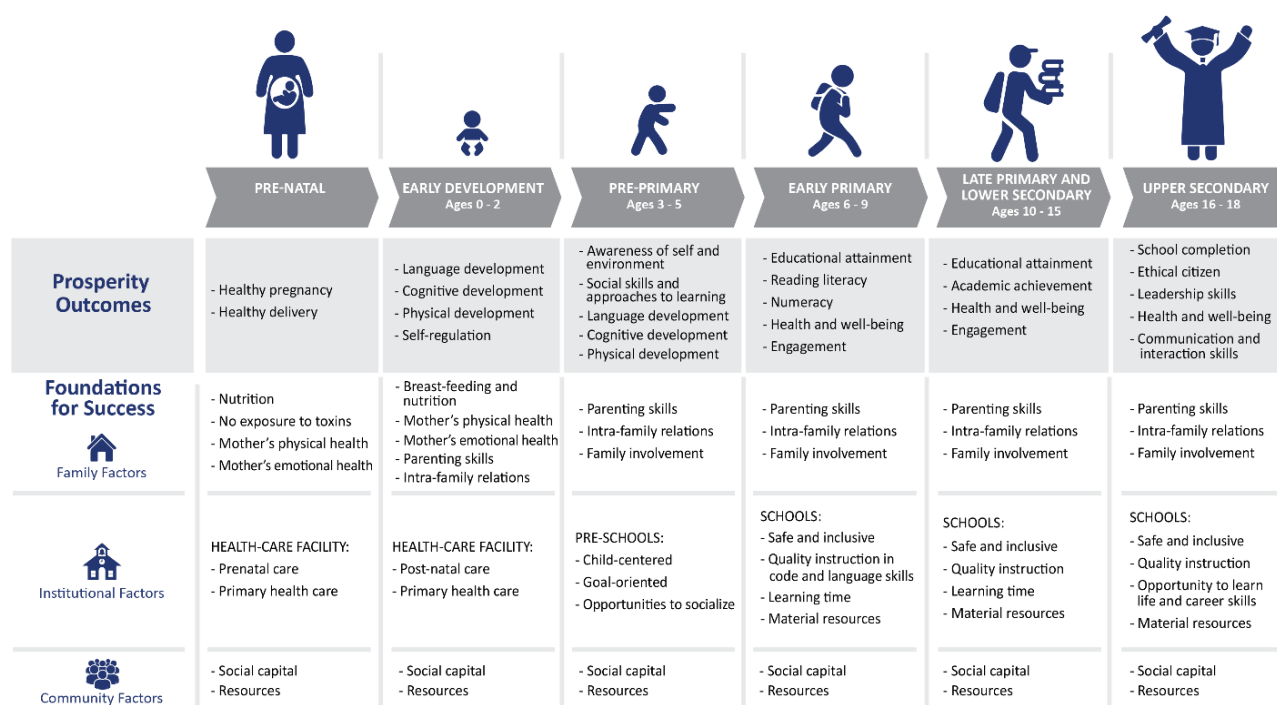 PRE-NATAL
EARLY DEVELOPMENT
Ages 0 - 2
PRE-PRIMARY
Ages 3 - 5
EARLY PRIMARY
Ages 6 - 9
LATE PRIMARY AND
LOWER SECONDARY
Ages 10 - 15
UPPER SECONDARY
Ages 16 - 18
Prosperity
Outcomes
- Healthy pregnancy
- Healthy delivery
- Language development
- Cognitive development
- Physical development
- Self-regulation
- Awareness of self and
environment
- Social skills and
approaches to learning
- Language development
- Cognitive development
- Physical development
- Educational attainment
- Reading literacy
- Numeracy
- Health and well-being
- Engagement
- Educational attainment
- Academic achievement
- Health and well-being
- Engagement
- School completion
- Ethical citizen
- Leadership skills
- Health and well-being
- Communication and
interaction skills
Foundations
for Success
Family Factors
- Nutrition
- No exposure to toxins
- Mother's physical health
- Mother's emotional health
- Breast-feeding and
nutrition
- Mother's physical health
- Mother's emotional health
- Parenting skills
- Intra-family relations
- Parenting skills
- Intra-family relations
- Family involvement
- Parenting skills
- Intra-family relations
- Family involvement
- Parenting skills
- Intra-family relations
- Family involvement
- Parenting skills
- Intra-family relations
- Family involvement
Institutional Factors
HEALTH-CARE FACILITY:
- Prenatal care
- Primary health care
HEALTH-CARE FACILITY:
- Post-natal care
- Primary health care
PRE-SCHOOLS:
- Child-centered
- Goal-oriented
- Opportunities to socialize
SCHOOLS:
- Safe and inclusive
- Quality instruction in
code and language skills
- Learning time
- Material resources
SCHOOLS:
- Safe and inclusive
- Quality instruction
- Learning time
- Material resources
SCHOOLS:
- Safe and inclusive
- Quality instruction
- Opportunity to learn
life and career skills
- Material resources
Community Factors
- Social capital
- Resources
- Social capital
- Resources
- Social capital
- Resources
- Social capital
- Resources
- Social capital
- Resources
- Social capital
- Resources